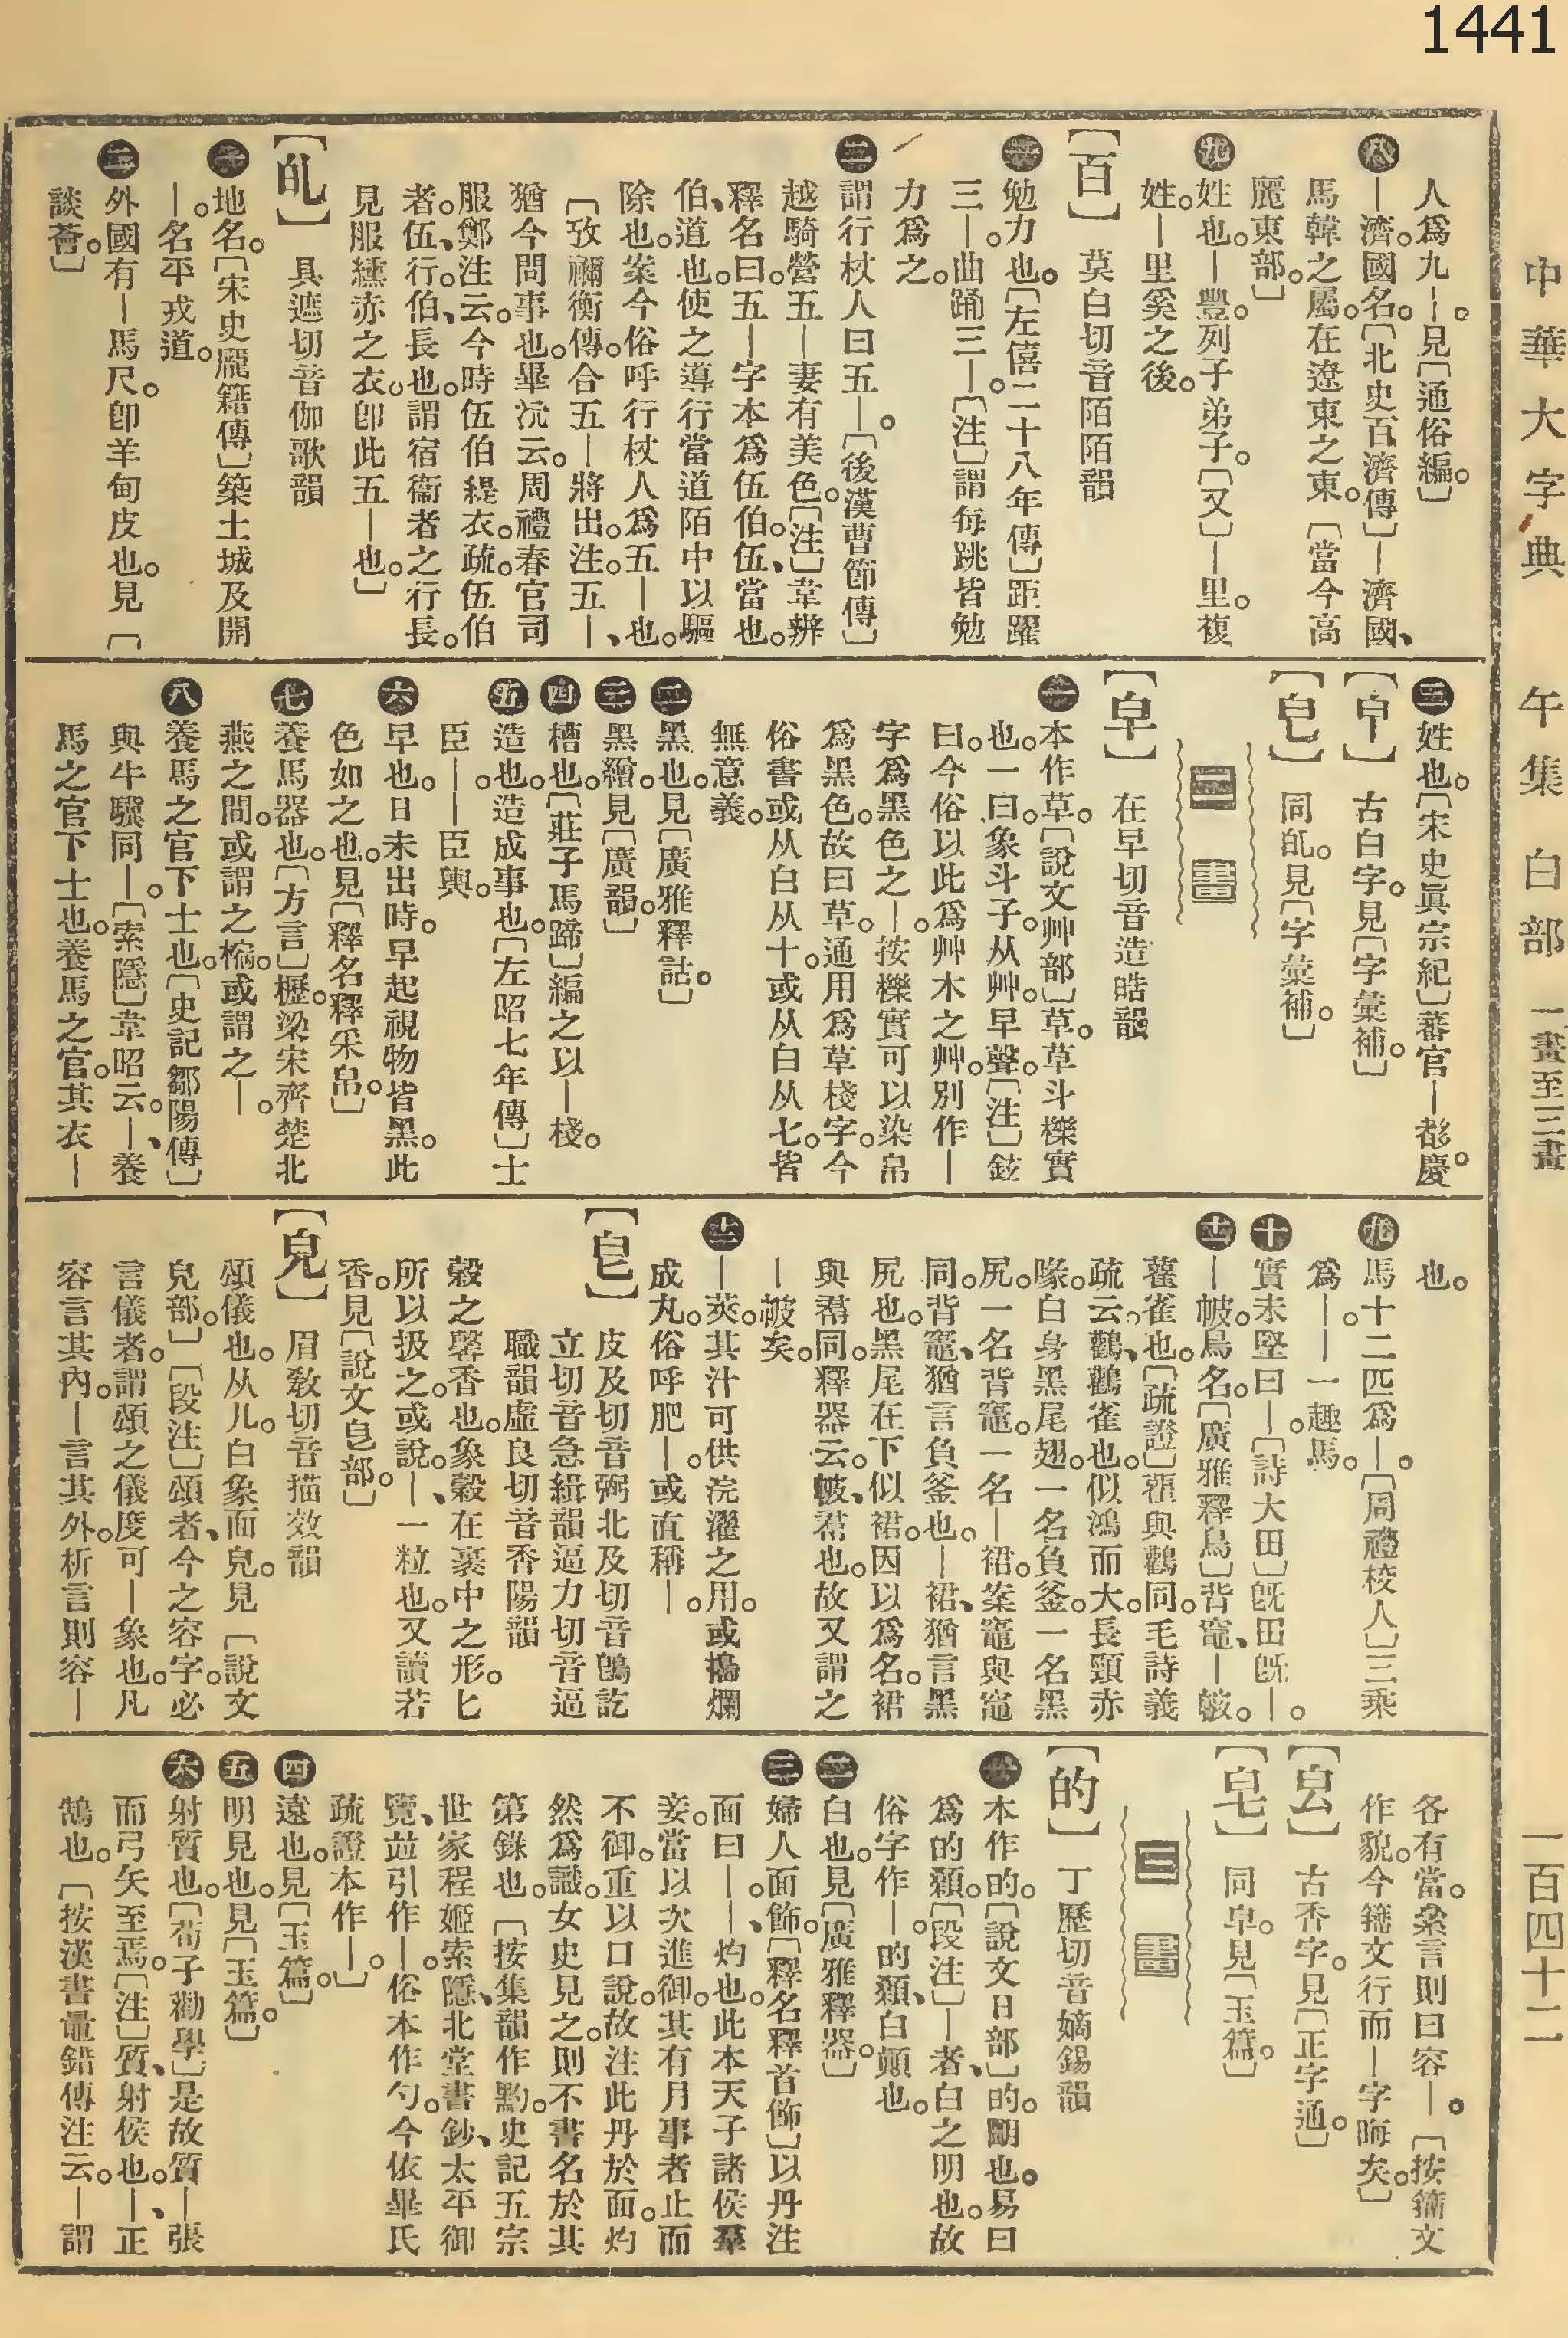 1441
中華大字典　午集　白部　一畫至三畫　一百四十二
人爲九｜。見〔通俗編。〕
八｜濟。國名。〔北史百濟傳〕｜濟國、
馬韓之屬。在遼東之東。〔當今高
麗東部。〕
九姓也。｜豐。列子弟子。〔又〕｜里。複
姓。｜里奚之後。
【百】莫白切音陌陌韻
勉力也。〔左僖二十八年傳〕距躍
三｜。曲踊三｜。〔注〕謂每跳皆勉
力爲之。
二謂行杖人曰五｜。〔後漢曹節傳〕
越騎營五｜妻有美色。〔注〕韋辨
釋名曰。五｜字本爲伍伯。伍、當也。
伯、道也。使之導行當道陌中以驅
除也。案今俗呼行杖人爲五｜也。
〔攷禰衡傳。合五｜將出。注。五｜、
猶今問事也。畢沅云。周禮春官司
服鄭注云。今時伍伯緹衣。疏。伍伯
者。伍、行。伯、長也。謂宿衞者之行長。
見服纁赤之衣。卽此五｜也。〕
【癿】具遮切音伽歌韻
地名。〔宋史龐籍傳〕築土城及開
｜。名平戎道。
二外國有｜馬尺。卽羊甸皮也。見〔
談薈。〕
三姓也。〔宋史眞宗紀〕蕃官｜彭慶。
古白字。見〔字彙補。〕
同癿。見〔字彙補。〕
二畫
【皁】在早切音造晧韻
一本作草。〔說文艸部〕草。草斗櫟實
也。一曰。象斗子。从艸。早聲。〔注〕鉉
曰。今俗以此爲艸木之艸。別作｜
字。爲黑色之｜。按櫟實可以染帛
爲黑色。故曰草。通用爲草棧字。今
俗書或从白从十。或从白从七。皆
無意義。
二黑也。見〔廣雅釋詁。〕
三黑繒。見〔廣韻。〕
四槽也。〔莊子馬蹄〕編之以｜棧。
五造也。造成事也。〔左昭七年傳〕士
臣｜｜臣輿。
六早也。日未出時。早起視物皆黑。此
色如之也。見〔釋名釋采帛。〕
七養馬器也。〔方言〕櫪。梁宋齊楚北
燕之間。或謂之㮎。或謂之｜。
八養馬之官下士也。〔史記鄒陽傳〕
與牛驥同｜。〔索隱〕韋昭云。｜、養
馬之官下士也。養馬之官。其衣｜
也。
九馬十二匹爲｜。〔周禮校人〕三乘
爲｜。｜一趣馬。
十實未堅曰｜。〔詩大田〕旣田旣｜。
｜帔。鳥名。〔廣雅釋鳥〕背竈、｜帔。
雚雀也。〔疏證〕雚與鸛同。毛詩義
疏云。鸛、鸛雀也。似鴻而大。長頸赤
喙。白身黑尾翅。一名負釜。一名黑
尻。一名背竈。一名｜裙。案竈與竈
同。背竈、猶言負釜也。｜裙、猶言黑
尻也。黑尾在下似裙。因以爲名。裙
與帬同。釋器云。帔、帬也。故又謂之
｜帔矣。
｜莢。其汁可供浣濯之用。或搗爛
成丸。俗呼肥｜。或直稱｜。
【皀】皮及切音弼北及切音鵖訖
立切音急緝韻逼力切音逼
職韻虛良切音香陽韻
穀之馨香也。象穀在裹中之形。匕
所以扱之。或說。｜、一粒也。又讀若
香。見〔說文皀部。〕
【皃】眉敎切音描效韻
頌儀也。从儿。白象面皃。見〔說文
皃部。〕〔段注〕頌者、今之容字。必
言儀者。謂頌之儀度可｜象也。凡
容言其內。｜言其外。析言則容｜
各有當。絫言則曰容｜。〔按籒文
作貌。今籀文行而｜字晦矣。〕
古香字。見〔正字通。〕
同皁。見〔玉篇。〕
三畫
【的】丁歷切音嫡錫韻
本作旳。〔說文日部〕旳。明也。易曰
爲旳顙。〔段注〕｜者、白之明也。故
俗字作｜。的顙、白顚也。
二白也。見〔廣雅釋器。〕
三婦人面飾。〔釋名釋首飾〕以丹注
面曰｜。｜、灼也。此本天子諸侯羣
妾。當以次進御。其有月事者止而
不御。重以口說。故注此丹於面。灼
然爲識。女史見之。則不書名於其
第錄也。〔按集韻作䵠。史記五宗
世家程姬索隱、北堂書鈔、太平御
覽、竝引作｜。俗本作勺。今依畢氏
疏證本作｜。〕
四遠也。見〔玉篇。〕
五明見也。見〔玉篇。〕
六射質也。〔荀子勸學〕是故質｜張
而弓矢至焉。〔注〕質、射侯也。｜、正
鵠也。〔按漢書鼂錯傳注云。｜謂